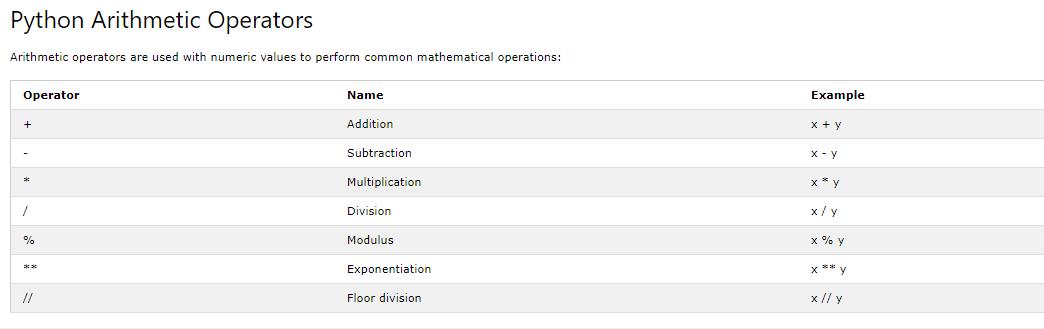 Python Arithmetic Operators
Arithmetic operators are used with numeric values to perform common mathematical operations:
Operator Name Example
+ Addition x + y
- Subtraction x - y
* Multiplication x * y
/ Division x / y
% Modulus x % y
** Exponentiation x ** y
// Floor division x // y